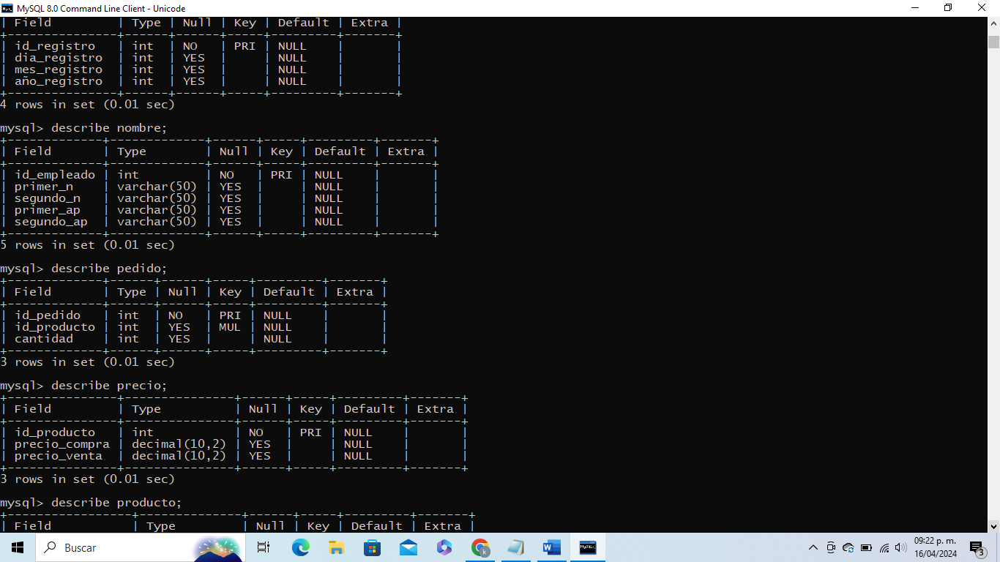 MySQL 8.0 Command Line Client - Unicode
| Field | Type | Null | Key | Default | Extra |
+--------------+------+------+-----+---------+-------+
| id_registro | int | NO | PRI | NULL | |
| dia_registro | int | YES | | NULL | |
| mes_registro | int | YES | | NULL | |
| año_registro | int | YES | | NULL | |
+--------------+------+------+-----+---------+-------+
4 rows in set (0.01 sec)
mysql> describe nombre;
+-------------+-------------+------+-----+---------+-------+
| Field | Type | Null | Key | Default | Extra |
+-------------+-------------+------+-----+---------+-------+
| id_empleado | int | NO | PRI | NULL | |
| primer_n | varchar(50) | YES | | NULL | |
| segundo_n | varchar(50) | YES | | NULL | |
| primer_ap | varchar(50) | YES | | NULL | |
| segundo_ap | varchar(50) | YES | | NULL | |
+-------------+-------------+------+-----+---------+-------+
5 rows in set (0.01 sec)
mysql> describe pedido;
+-------------+------+------+-----+---------+-------+
| Field | Type | Null | Key | Default | Extra |
+-------------+------+------+-----+---------+-------+
| id_pedido | int | NO | PRI | NULL | |
| id_producto | int | YES | MUL | NULL | |
| cantidad | int | YES | | NULL | |
+-------------+------+------+-----+---------+-------+
3 rows in set (0.01 sec)
mysql> describe precio;
+---------------+---------------+------+-----+---------+-------+
| Field | Type | Null | Key | Default | Extra |
+---------------+---------------+------+-----+---------+-------+
| id_producto | int | NO | PRI | NULL | |
| precio_compra | decimal(10,2) | YES | | NULL | |
| precio_venta | decimal(10,2) | YES | | NULL | |
+---------------+---------------+------+-----+---------+-------+
3 rows in set (0.01 sec)
mysql> describe producto;
+-----------------+--------------+------+-----+---------+-------+
| Field | Type | Null | Key | Default | Extra |
Buscar
k
W
MySQL
09:22 p. m.
16/04/2024
3